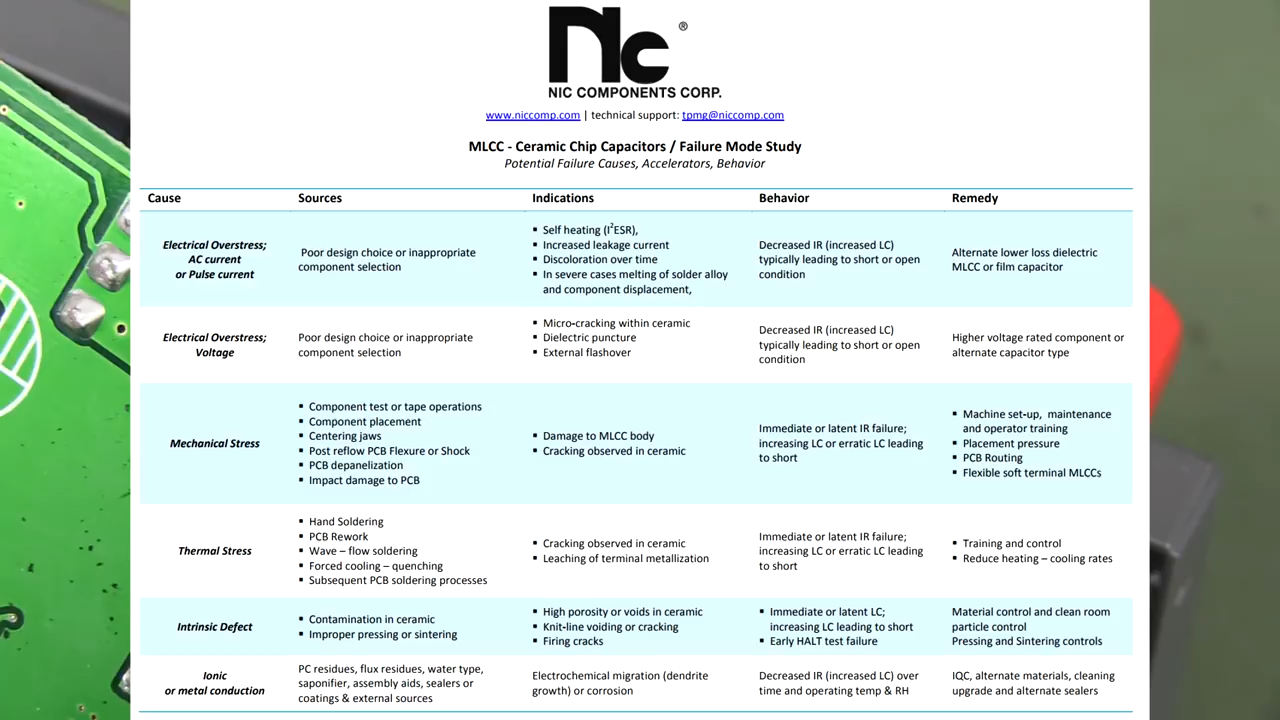 Nic ®
NIC COMPONENTS CORP.
www.niccomp.com | technical support: tpmg@niccomp.com
MLCC - Ceramic Chip Capacitors / Failure Mode Study
Potential Failure Causes, Accelerators, Behavior
Cause Sources Indications Behavior Remedy
Electrical Overstress;
AC current
or Pulse current
Poor design choice or inappropriate
component selection
▪ Self heating (I²ESR),
▪ Increased leakage current
▪ Discoloration over time
▪ In severe cases melting of solder alloy
and component displacement,
Decreased IR (increased LC)
typically leading to short or open
condition
Alternate lower loss dielectric
MLCC or film capacitor
Electrical Overstress;
Voltage
Poor design choice or inappropriate
component selection
▪ Micro-cracking within ceramic
▪ Dielectric puncture
▪ External flashover
Decreased IR (increased LC)
typically leading to short or open
condition
Higher voltage rated component or
alternate capacitor type
Mechanical Stress
▪ Component test or tape operations
▪ Component placement
▪ Centering jaws
▪ Post reflow PCB Flexure or Shock
▪ PCB depanelization
▪ Impact damage to PCB
▪ Damage to MLCC body
▪ Cracking observed in ceramic
Immediate or latent IR failure;
increasing LC or erratic LC leading
to short
▪ Machine set-up, maintenance
and operator training
▪ Placement pressure
▪ PCB Routing
▪ Flexible soft terminal MLCCs
Thermal Stress
▪ Hand Soldering
▪ PCB Rework
▪ Wave – flow soldering
▪ Forced cooling – quenching
▪ Subsequent PCB soldering processes
▪ Cracking observed in ceramic
▪ Leaching of terminal metallization
Immediate or latent IR failure;
increasing LC or erratic LC leading
to short
▪ Training and control
▪ Reduce heating – cooling rates
Intrinsic Defect
▪ Contamination in ceramic
▪ Improper pressing or sintering
▪ High porosity or voids in ceramic
▪ Knit-line voiding or cracking
▪ Firing cracks
▪ Immediate or latent LC;
increasing LC leading to short
▪ Early HALT test failure
Material control and clean room
particle control
Pressing and Sintering controls
Ionic
or metal conduction
PC residues, flux residues, water type,
saponifier, assembly aids, sealers or
coatings & external sources
Electrochemical migration (dendrite
growth) or corrosion
Decreased IR (increased LC) over
time and operating temp & RH
IQC, alternate materials, cleaning
upgrade and alternate sealers